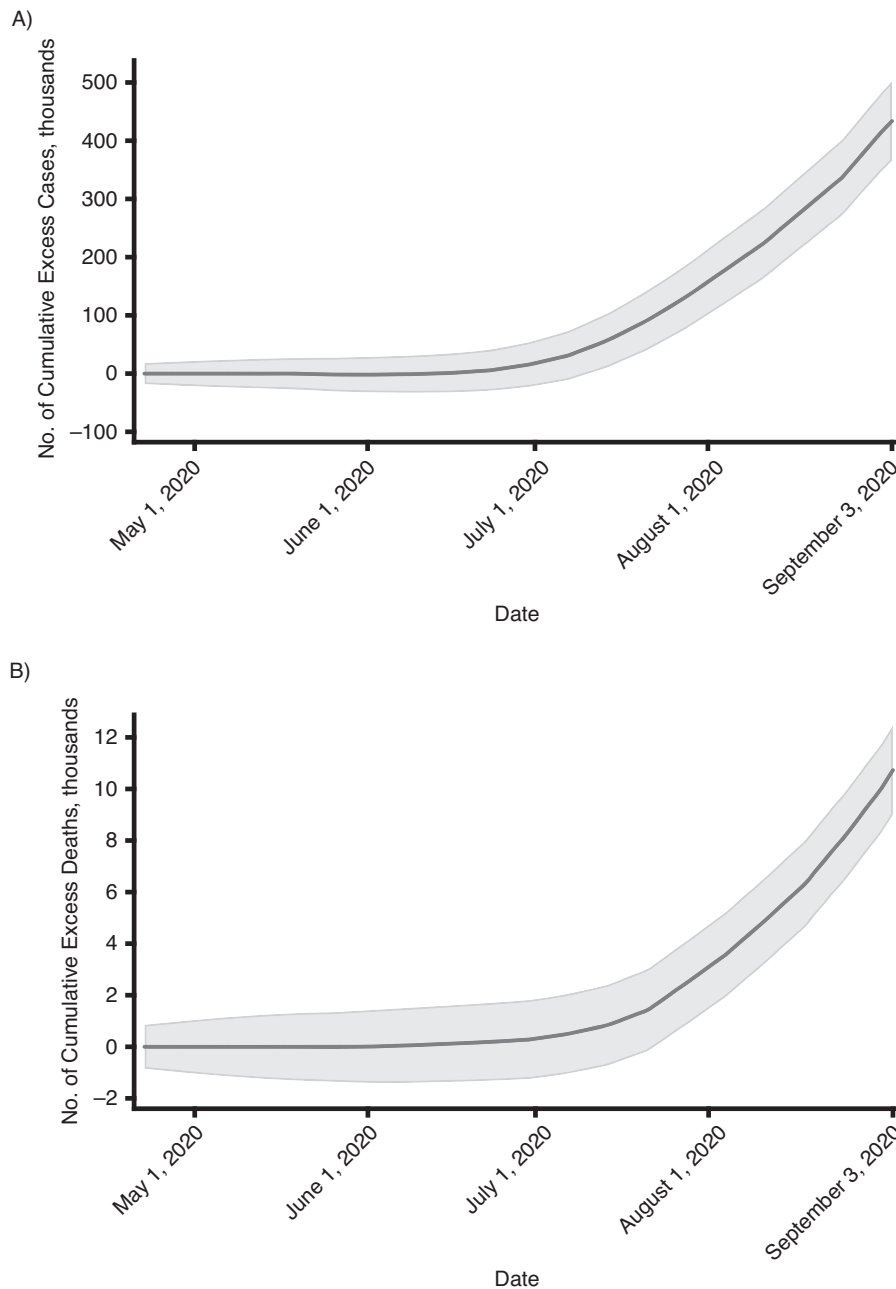 A)
No. of Cumulative Excess Cases, thousands
500
400
300
200
100
0
–100
May 1, 2020
June 1, 2020
July 1, 2020
August 1, 2020
September 3, 2020
Date
B)
No. of Cumulative Excess Deaths, thousands
12
10
8
6
4
2
0
–2
May 1, 2020
June 1, 2020
July 1, 2020
August 1, 2020
September 3, 2020
Date